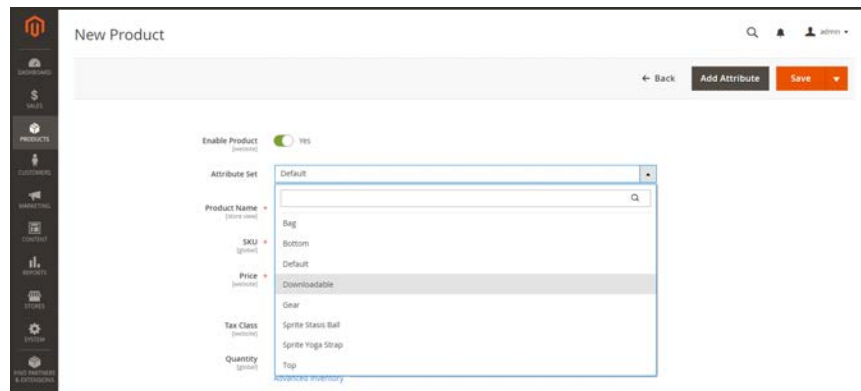 New Product
admin
DASHBOARD
$
SALES
PRODUCTS
CUSTOMERS
MARKETING
CONTENT
REPORTS
STORES
SYSTEM
FIND PARTNERS
& EXTENSIONS
← Back
Add Attribute
Save
Enable Product
[website]
Yes
Attribute Set
Default
Product Name *
[store view]
Bag
SKU *
[global]
Bottom
Default
Price *
[website]
Downloadable
Gear
Tax Class
[website]
Sprite Stasis Ball
Sprite Yoga Strap
Quantity
[global]
Top
Advanced Inventory